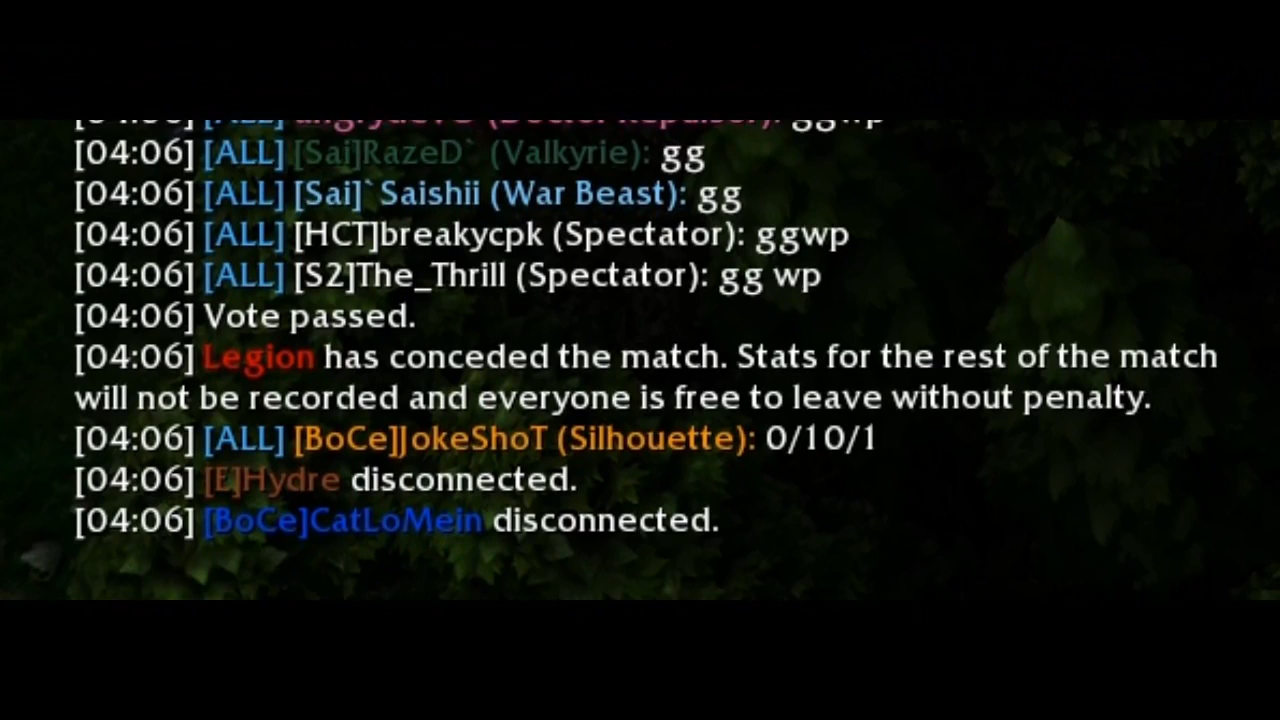 ggwp
[04:06] [ALL] [Sai]RazeD` (Valkyrie): gg
[04:06] [ALL] [Sai]`Saishii (War Beast): gg
[04:06] [ALL] [HCT]breakycpk (Spectator): ggwp
[04:06] [ALL] [S2]The_Thrill (Spectator): gg wp
[04:06] Vote passed.
[04:06] Legion has conceded the match. Stats for the rest of the match
will not be recorded and everyone is free to leave without penalty.
[04:06] [ALL] [BoCe]JokeShoT (Silhouette): 0/10/1
[04:06] [E]Hydre disconnected.
[04:06] [BoCe]CatLoMein disconnected.